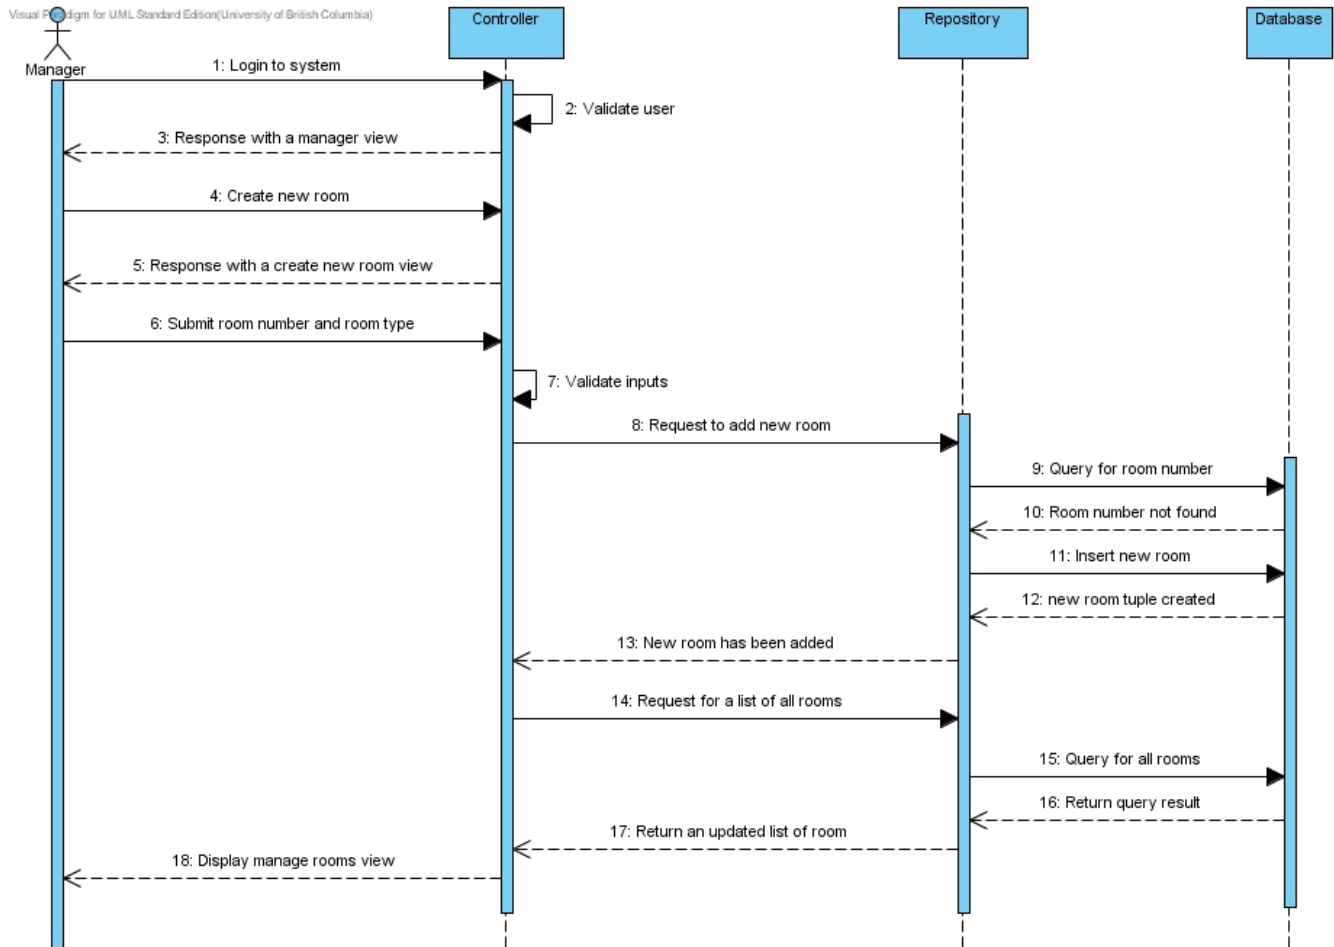 Visual Paradigm for UML Standard Edition(University of British Columbia)
Controller
Repository
Database
Manager
1: Login to system
2: Validate user
3: Response with a manager view
4: Create new room
5: Response with a create new room view
6: Submit room number and room type
7: Validate inputs
8: Request to add new room
9: Query for room number
10: Room number not found
11: Insert new room
12: new room tuple created
13: New room has been added
14: Request for a list of all rooms
15: Query for all rooms
16: Return query result
17: Return an updated list of room
18: Display manage rooms view